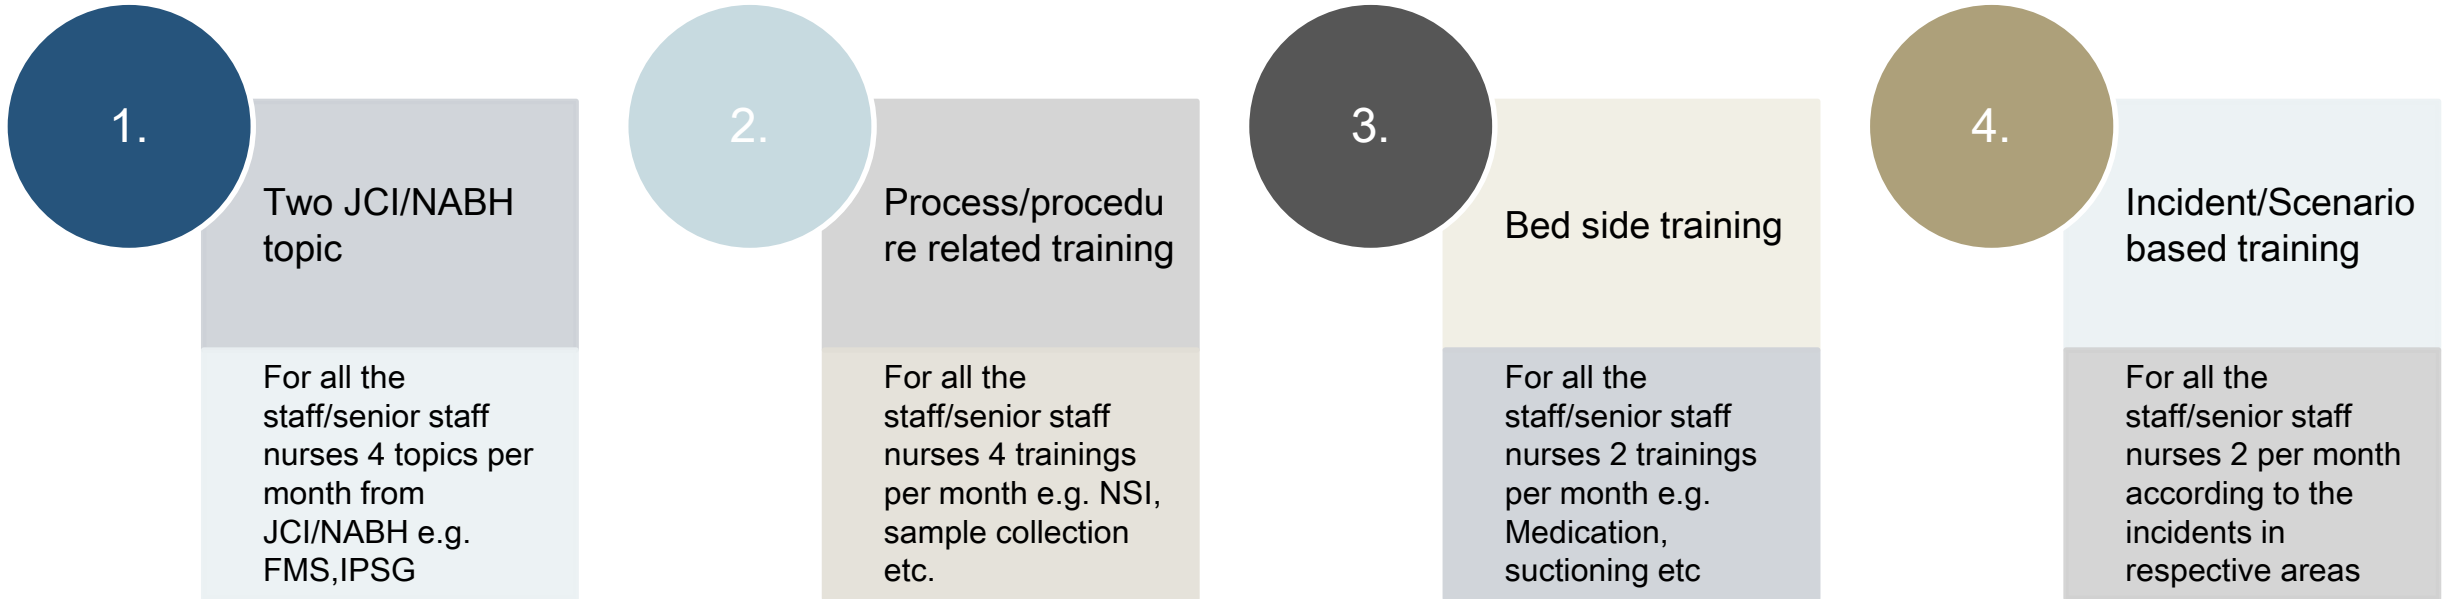 1.
Two JCI/NABH
topic
For all the
staff/senior staff
nurses 4 topics per
month from
JCI/NABH e.g.
FMS,IPSG
2.
Process/procedu
re related training
For all the
staff/senior staff
nurses 4 trainings
per month e.g. NSI,
sample collection
etc.
3.
Bed side training
For all the
staff/senior staff
nurses 2 trainings
per month e.g.
Medication,
suctioning etc
4.
Incident/Scenario
based training
For all the
staff/senior staff
nurses 2 per month
according to the
incidents in
respective areas